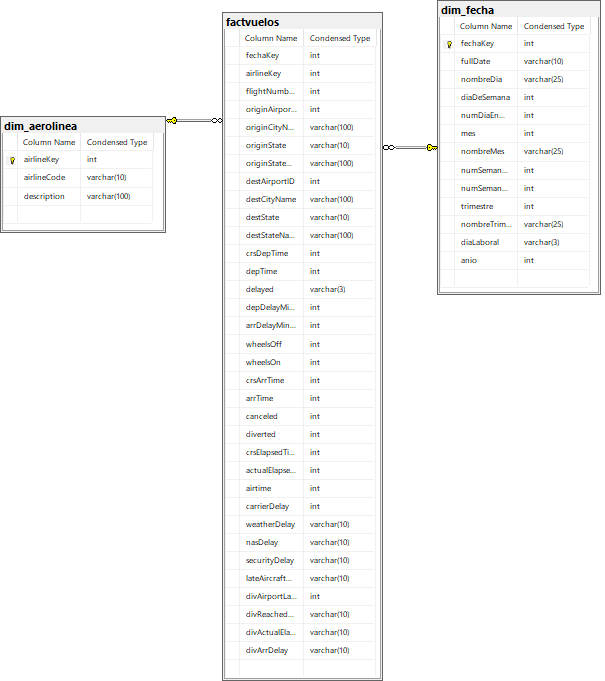 dim_aerolinea
Column Name Condensed Type
airlineKey int
airlineCode varchar(10)
description varchar(100)
factvuelos
Column Name Condensed Type
fechaKey int
airlineKey int
flightNumb... int
originAirpor... int
originCityN... varchar(100)
originState varchar(10)
originState... varchar(100)
destAirportID int
destCityName varchar(100)
destState varchar(10)
destStateNa... varchar(100)
crsDepTime int
depTime int
delayed varchar(3)
depDelayMi... int
arrDelayMin... int
wheelsOff int
wheelsOn int
crsArrTime int
arrTime int
canceled int
diverted int
crsElapsedTi... int
actualElapse... int
airtime int
carrierDelay int
weatherDelay varchar(10)
nasDelay varchar(10)
securityDelay varchar(10)
lateAircraft... varchar(10)
divAirportLa... int
divReached... varchar(10)
divActualEla... varchar(10)
divArrDelay varchar(10)
dim_fecha
Column Name Condensed Type
fechaKey int
fullDate varchar(10)
nombreDia varchar(25)
diaDeSemana int
numDiaEn... int
mes int
nombreMes varchar(25)
numSeman... int
numSeman... int
trimestre int
nombreTrim... varchar(25)
diaLaboral varchar(3)
anio int